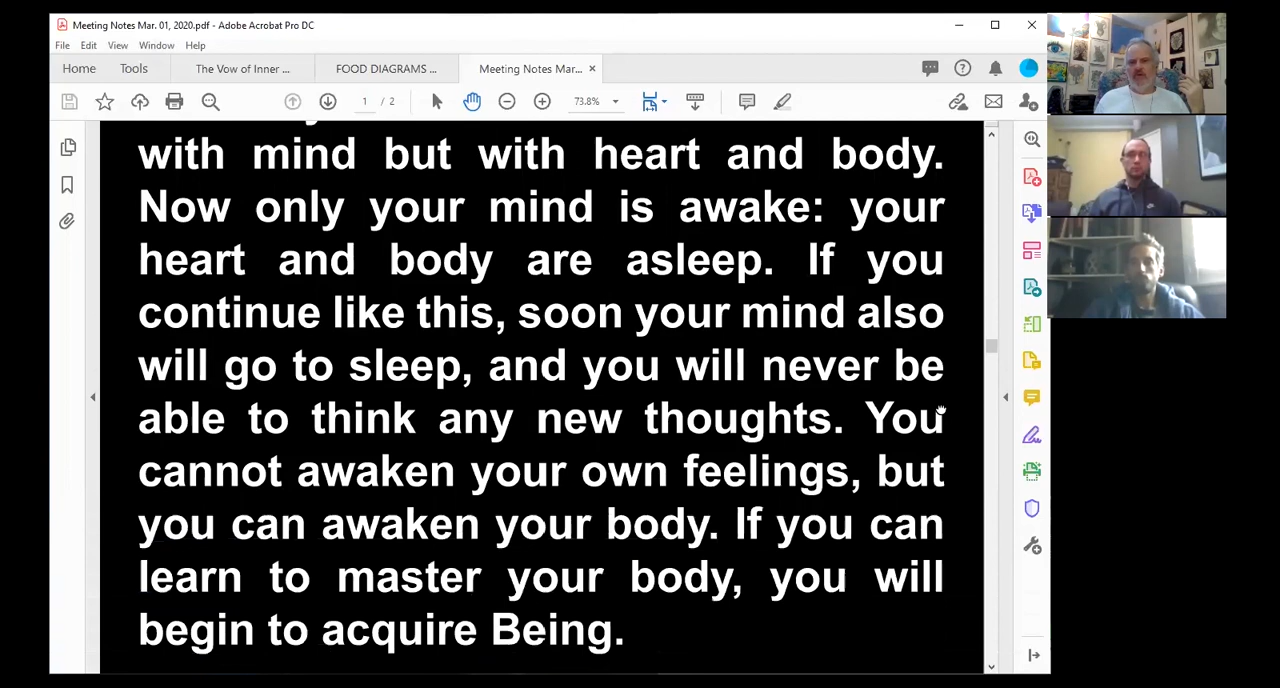 Meeting Notes Mar. 01, 2020.pdf - Adobe Acrobat Pro DC
File Edit View Window Help
Home Tools The Vow of Inner ... FOOD DIAGRAMS ... Meeting Notes Mar... ×
1 / 2 73.8%
with mind but with heart and body.
Now only your mind is awake: your
heart and body are asleep. If you
continue like this, soon your mind also
will go to sleep, and you will never be
able to think any new thoughts. You
cannot awaken your own feelings, but
you can awaken your body. If you can
learn to master your body, you will
begin to acquire Being.